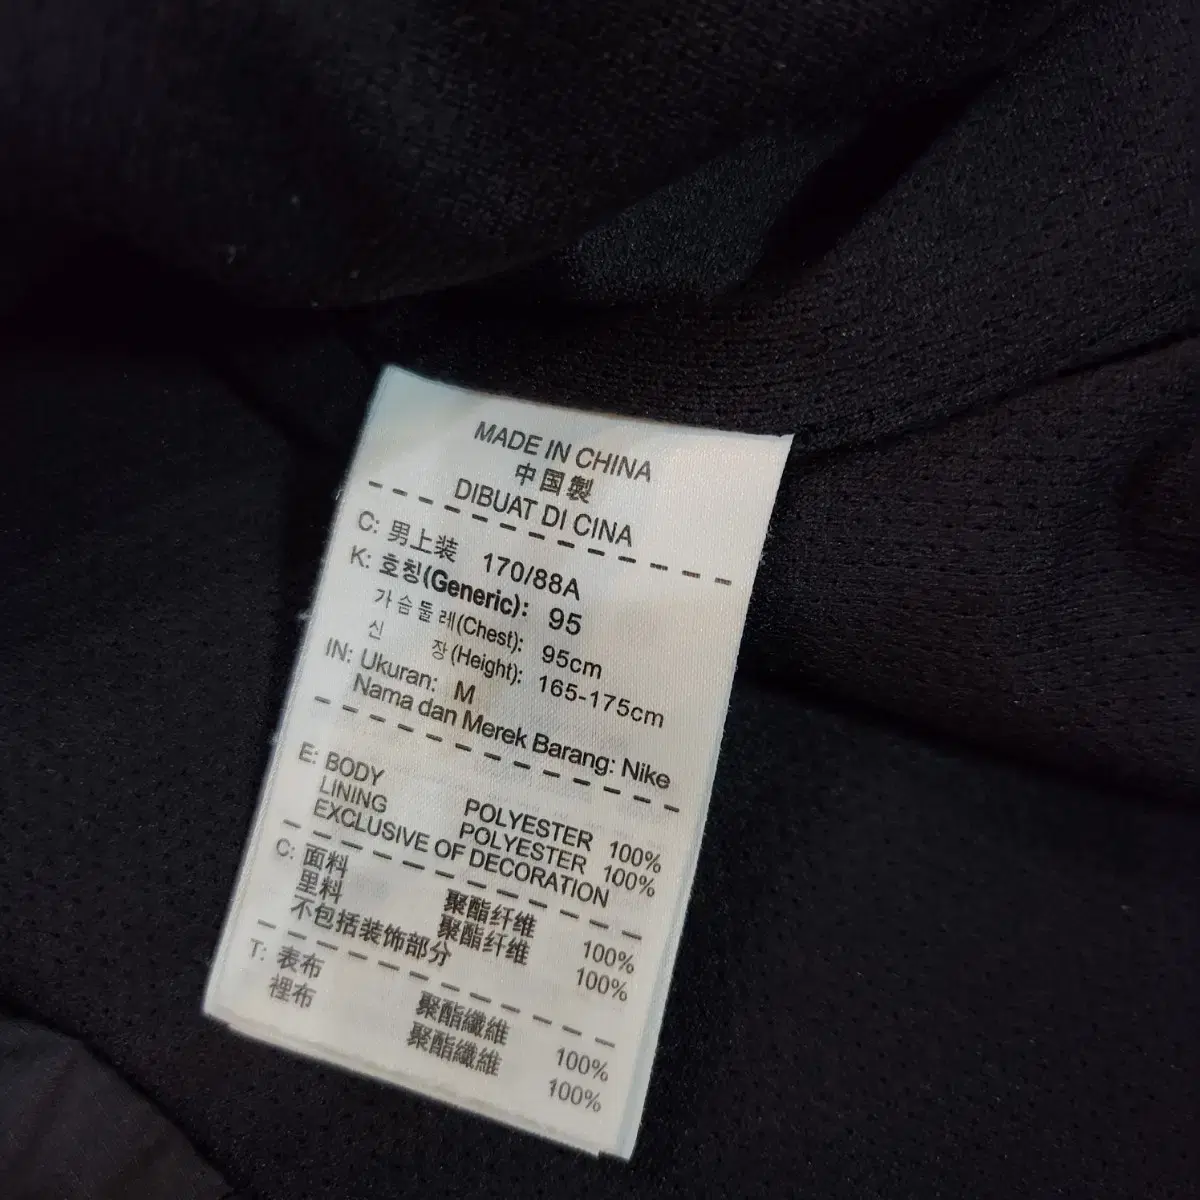 MADE IN CHINA
中国製
DIBUAT DI CINA
C: 男上装 170/88A
K: 호칭(Generic): 95
가슴둘레(Chest): 95cm
신 장(Height): 165-175cm
IN: Ukuran: M
Nama dan Merek Barang: Nike
E: BODY POLYESTER 100%
LINING POLYESTER 100%
EXCLUSIVE OF DECORATION
C: 面料 聚酯纤维 100%
里料 聚酯纤维 100%
不包括装饰部分
T: 表布 聚酯纖維 100%
裡布 聚酯纖維 100%